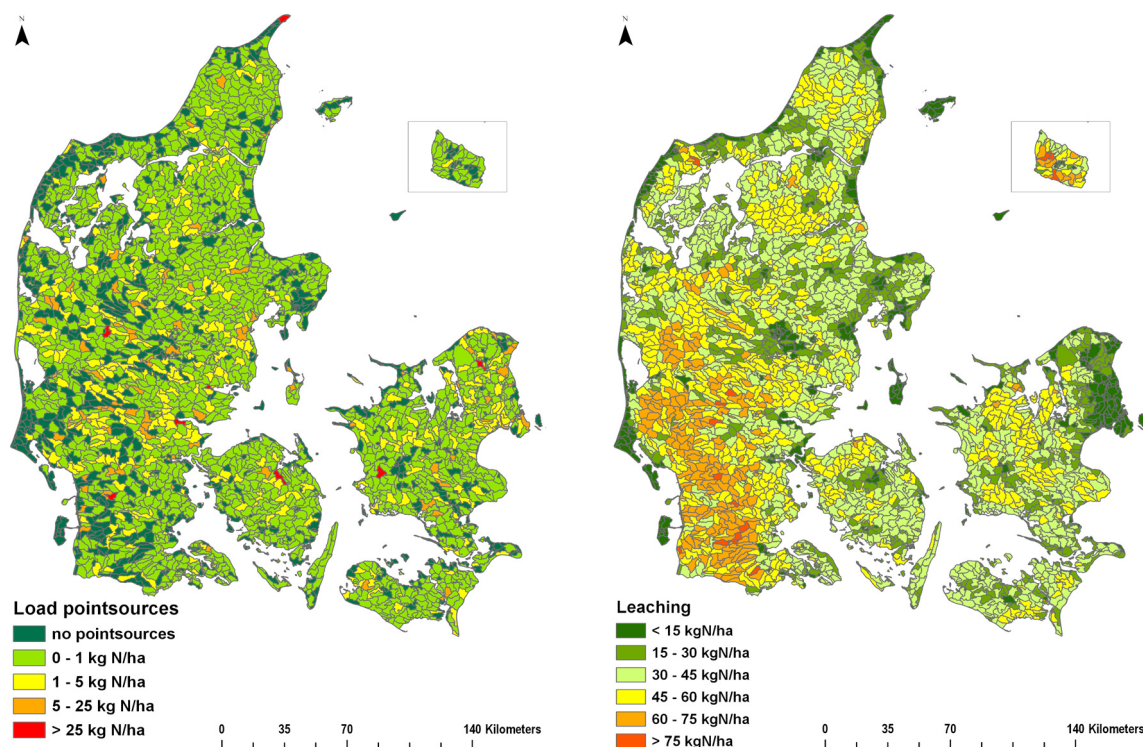 N
Load pointsources
no pointsources
0 - 1 kg N/ha
1 - 5 kg N/ha
5 - 25 kg N/ha
> 25 kg N/ha
0 35 70 140 Kilometers
N
Leaching
< 15 kgN/ha
15 - 30 kgN/ha
30 - 45 kgN/ha
45 - 60 kgN/ha
60 - 75 kgN/ha
> 75 kgN/ha
0 35 70 140 Kilometers